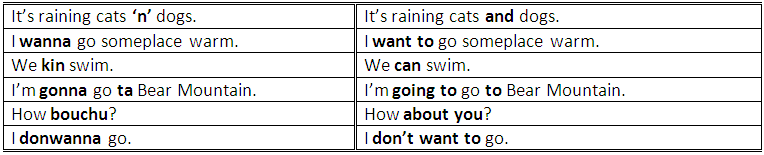 It’s raining cats ‘n’ dogs. It’s raining cats and dogs.
I wanna go someplace warm. I want to go someplace warm.
We kin swim. We can swim.
I’m gonna go ta Bear Mountain. I’m going to go to Bear Mountain.
How bouchu? How about you?
I donwanna go. I don’t want to go.